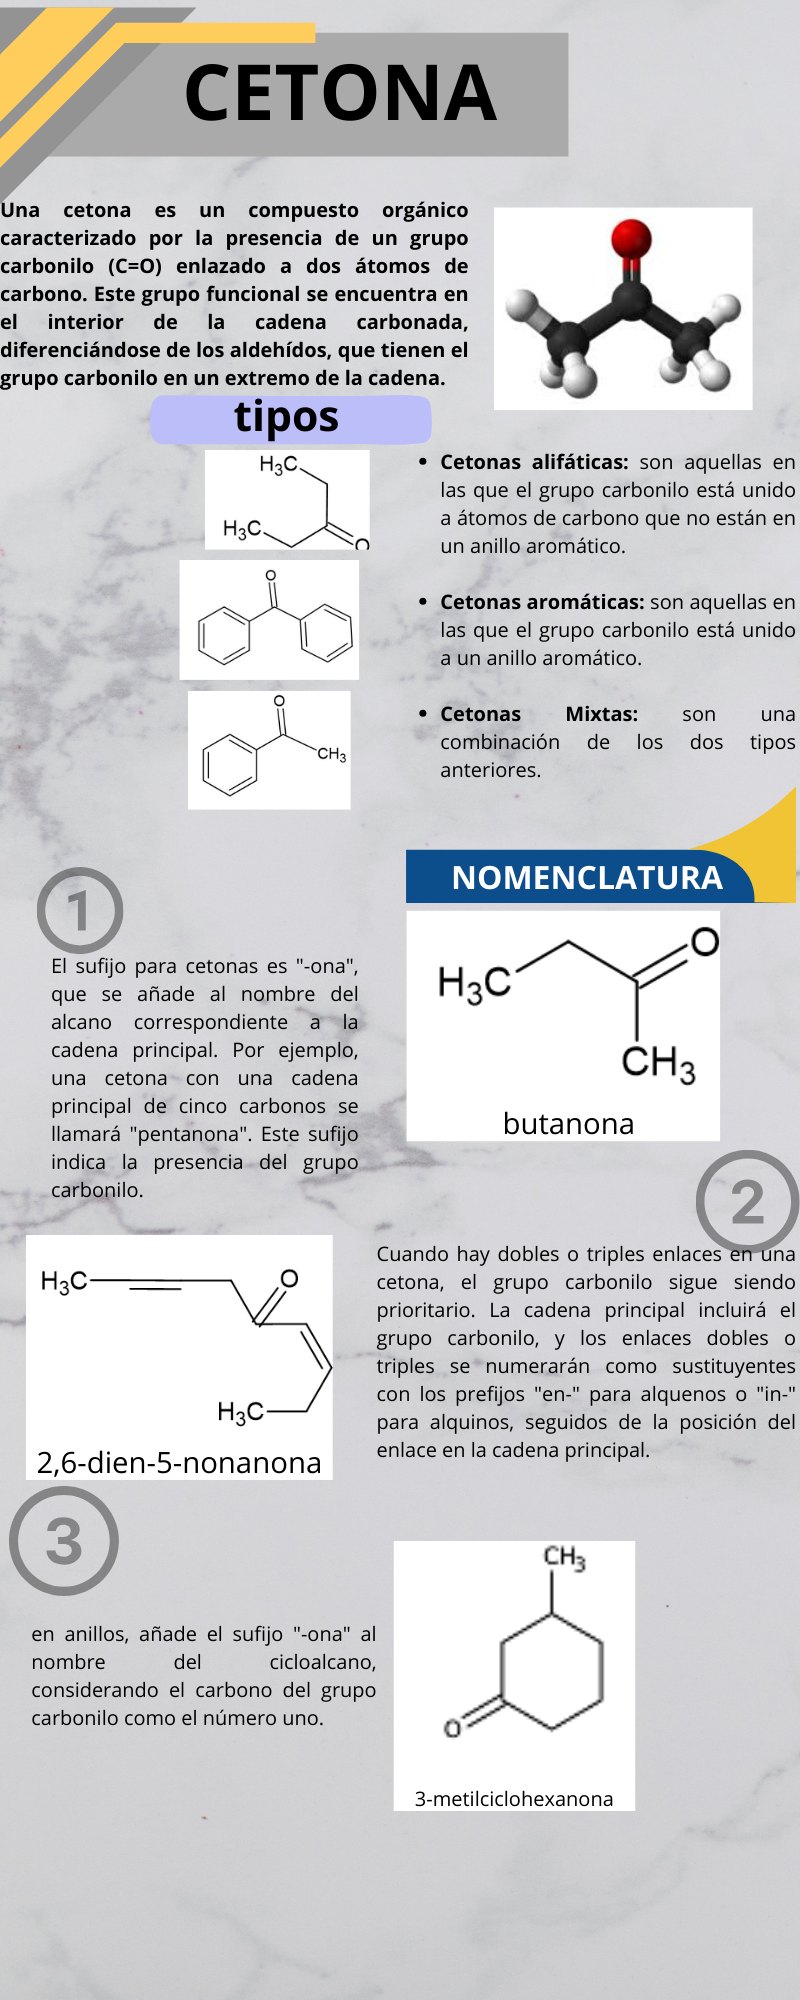 CETONA
Una cetona es un compuesto orgánico
caracterizado por la presencia de un grupo
carbonilo (C=O) enlazado a dos átomos de
carbono. Este grupo funcional se encuentra en
el interior de la cadena carbonada,
diferenciándose de los aldehídos, que tienen el
grupo carbonilo en un extremo de la cadena.
tipos
H₃C
H₃C
O
• Cetonas alifáticas: son aquellas en
las que el grupo carbonilo está unido
a átomos de carbono que no están en
un anillo aromático.
O
• Cetonas aromáticas: son aquellas en
las que el grupo carbonilo está unido
a un anillo aromático.
O
CH₃
• Cetonas Mixtas: son una
combinación de los dos tipos
anteriores.
NOMENCLATURA
1
El sufijo para cetonas es "-ona",
que se añade al nombre del
alcano correspondiente a la
cadena principal. Por ejemplo,
una cetona con una cadena
principal de cinco carbonos se
llamará "pentanona". Este sufijo
indica la presencia del grupo
carbonilo.
O
H₃C
CH₃
butanona
2
Cuando hay dobles o triples enlaces en una
cetona, el grupo carbonilo sigue siendo
prioritario. La cadena principal incluirá el
grupo carbonilo, y los enlaces dobles o
triples se numerarán como sustituyentes
con los prefijos "en-" para alquenos o "in-"
para alquinos, seguidos de la posición del
enlace en la cadena principal.
H₃C
O
H₃C
2,6-dien-5-nonanona
3
en anillos, añade el sufijo "-ona" al
nombre del cicloalcano,
considerando el carbono del grupo
carbonilo como el número uno.
CH₃
O
3-metilciclohexanona